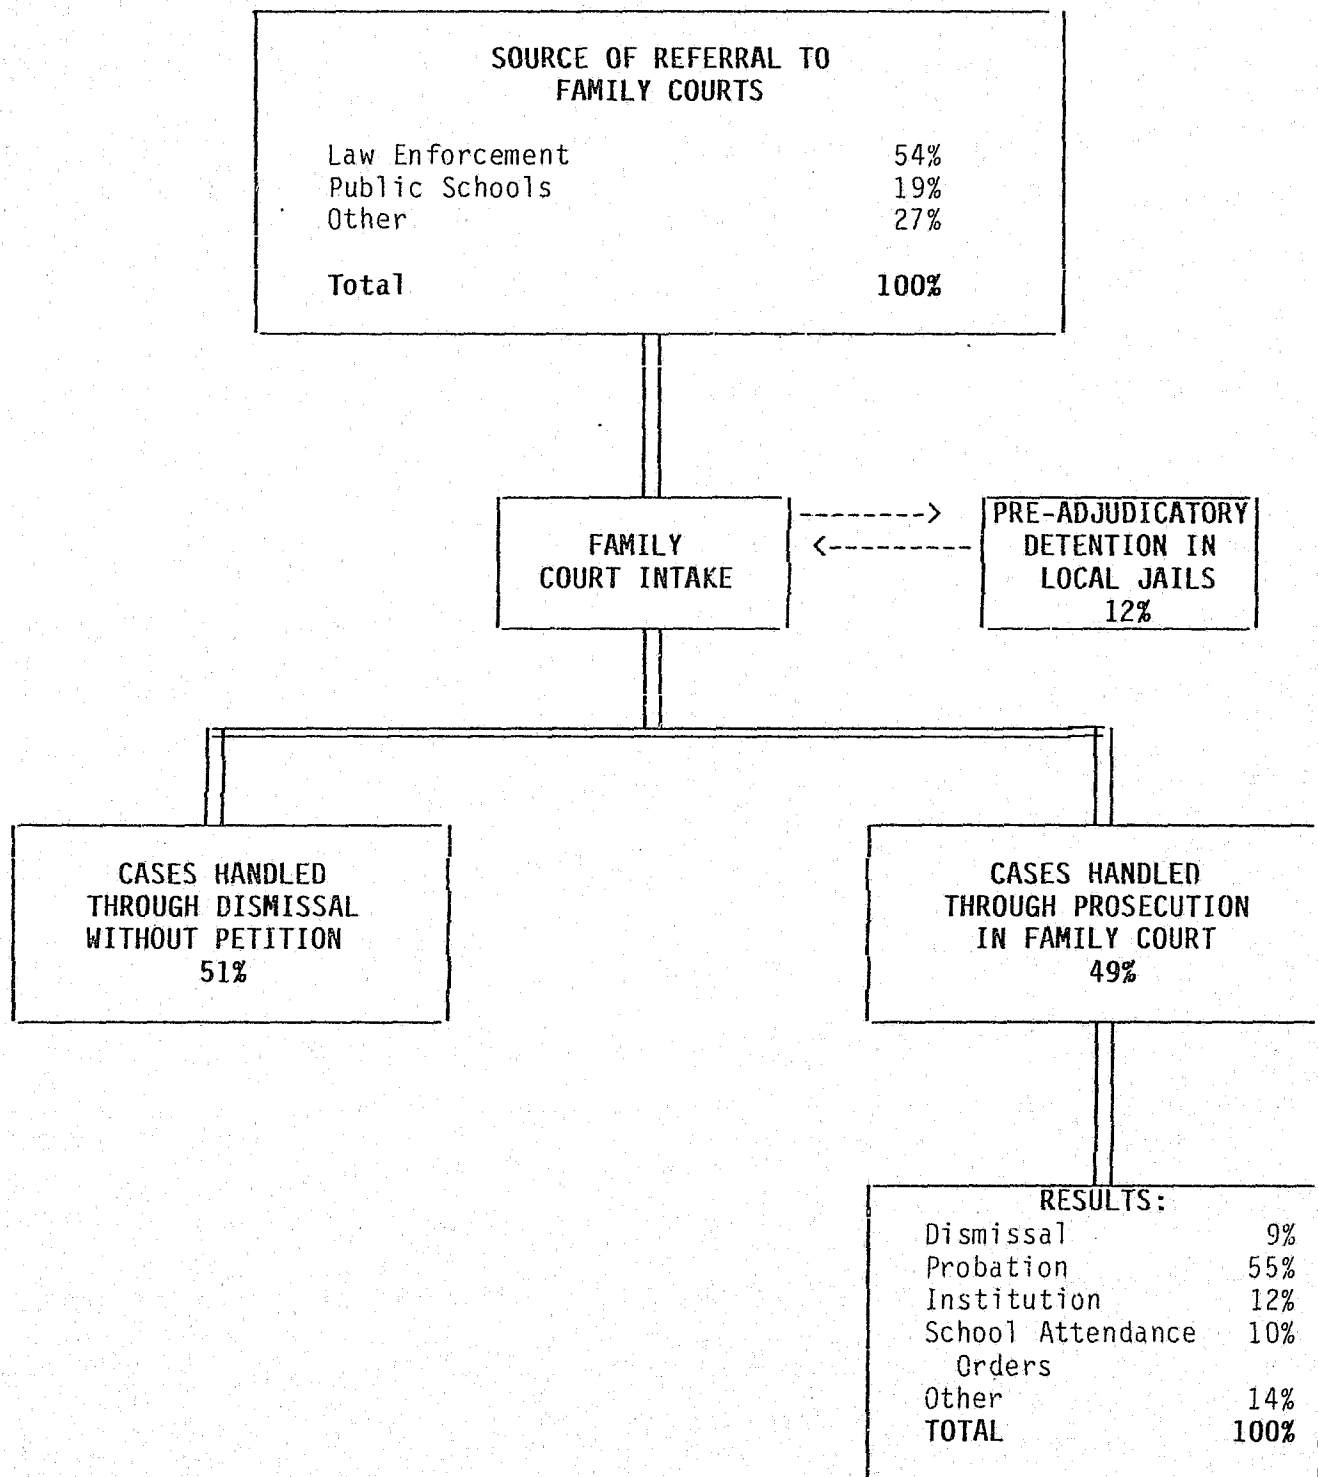 SOURCE OF REFERRAL TO
FAMILY COURTS
Law Enforcement 54%
Public Schools 19%
Other 27%
Total 100%
FAMILY
COURT INTAKE
PRE-ADJUDICATORY
DETENTION IN
LOCAL JAILS
12%
CASES HANDLED
THROUGH DISMISSAL
WITHOUT PETITION
51%
CASES HANDLED
THROUGH PROSECUTION
IN FAMILY COURT
49%
RESULTS:
Dismissal 9%
Probation 55%
Institution 12%
School Attendance 10%
Orders
Other 14%
TOTAL 100%